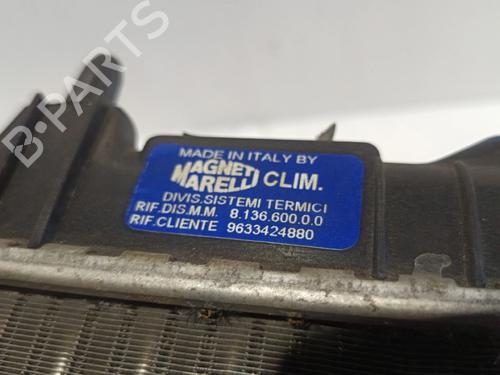 MADE IN ITALY BY
MAGNETI MARELLI CLIM.
DIVIS.SISTEMI TERMICI
RIF.DIS.M.M. 8.136.600.0.0
RIF.CLIENTE 9633424880
B-PARTS